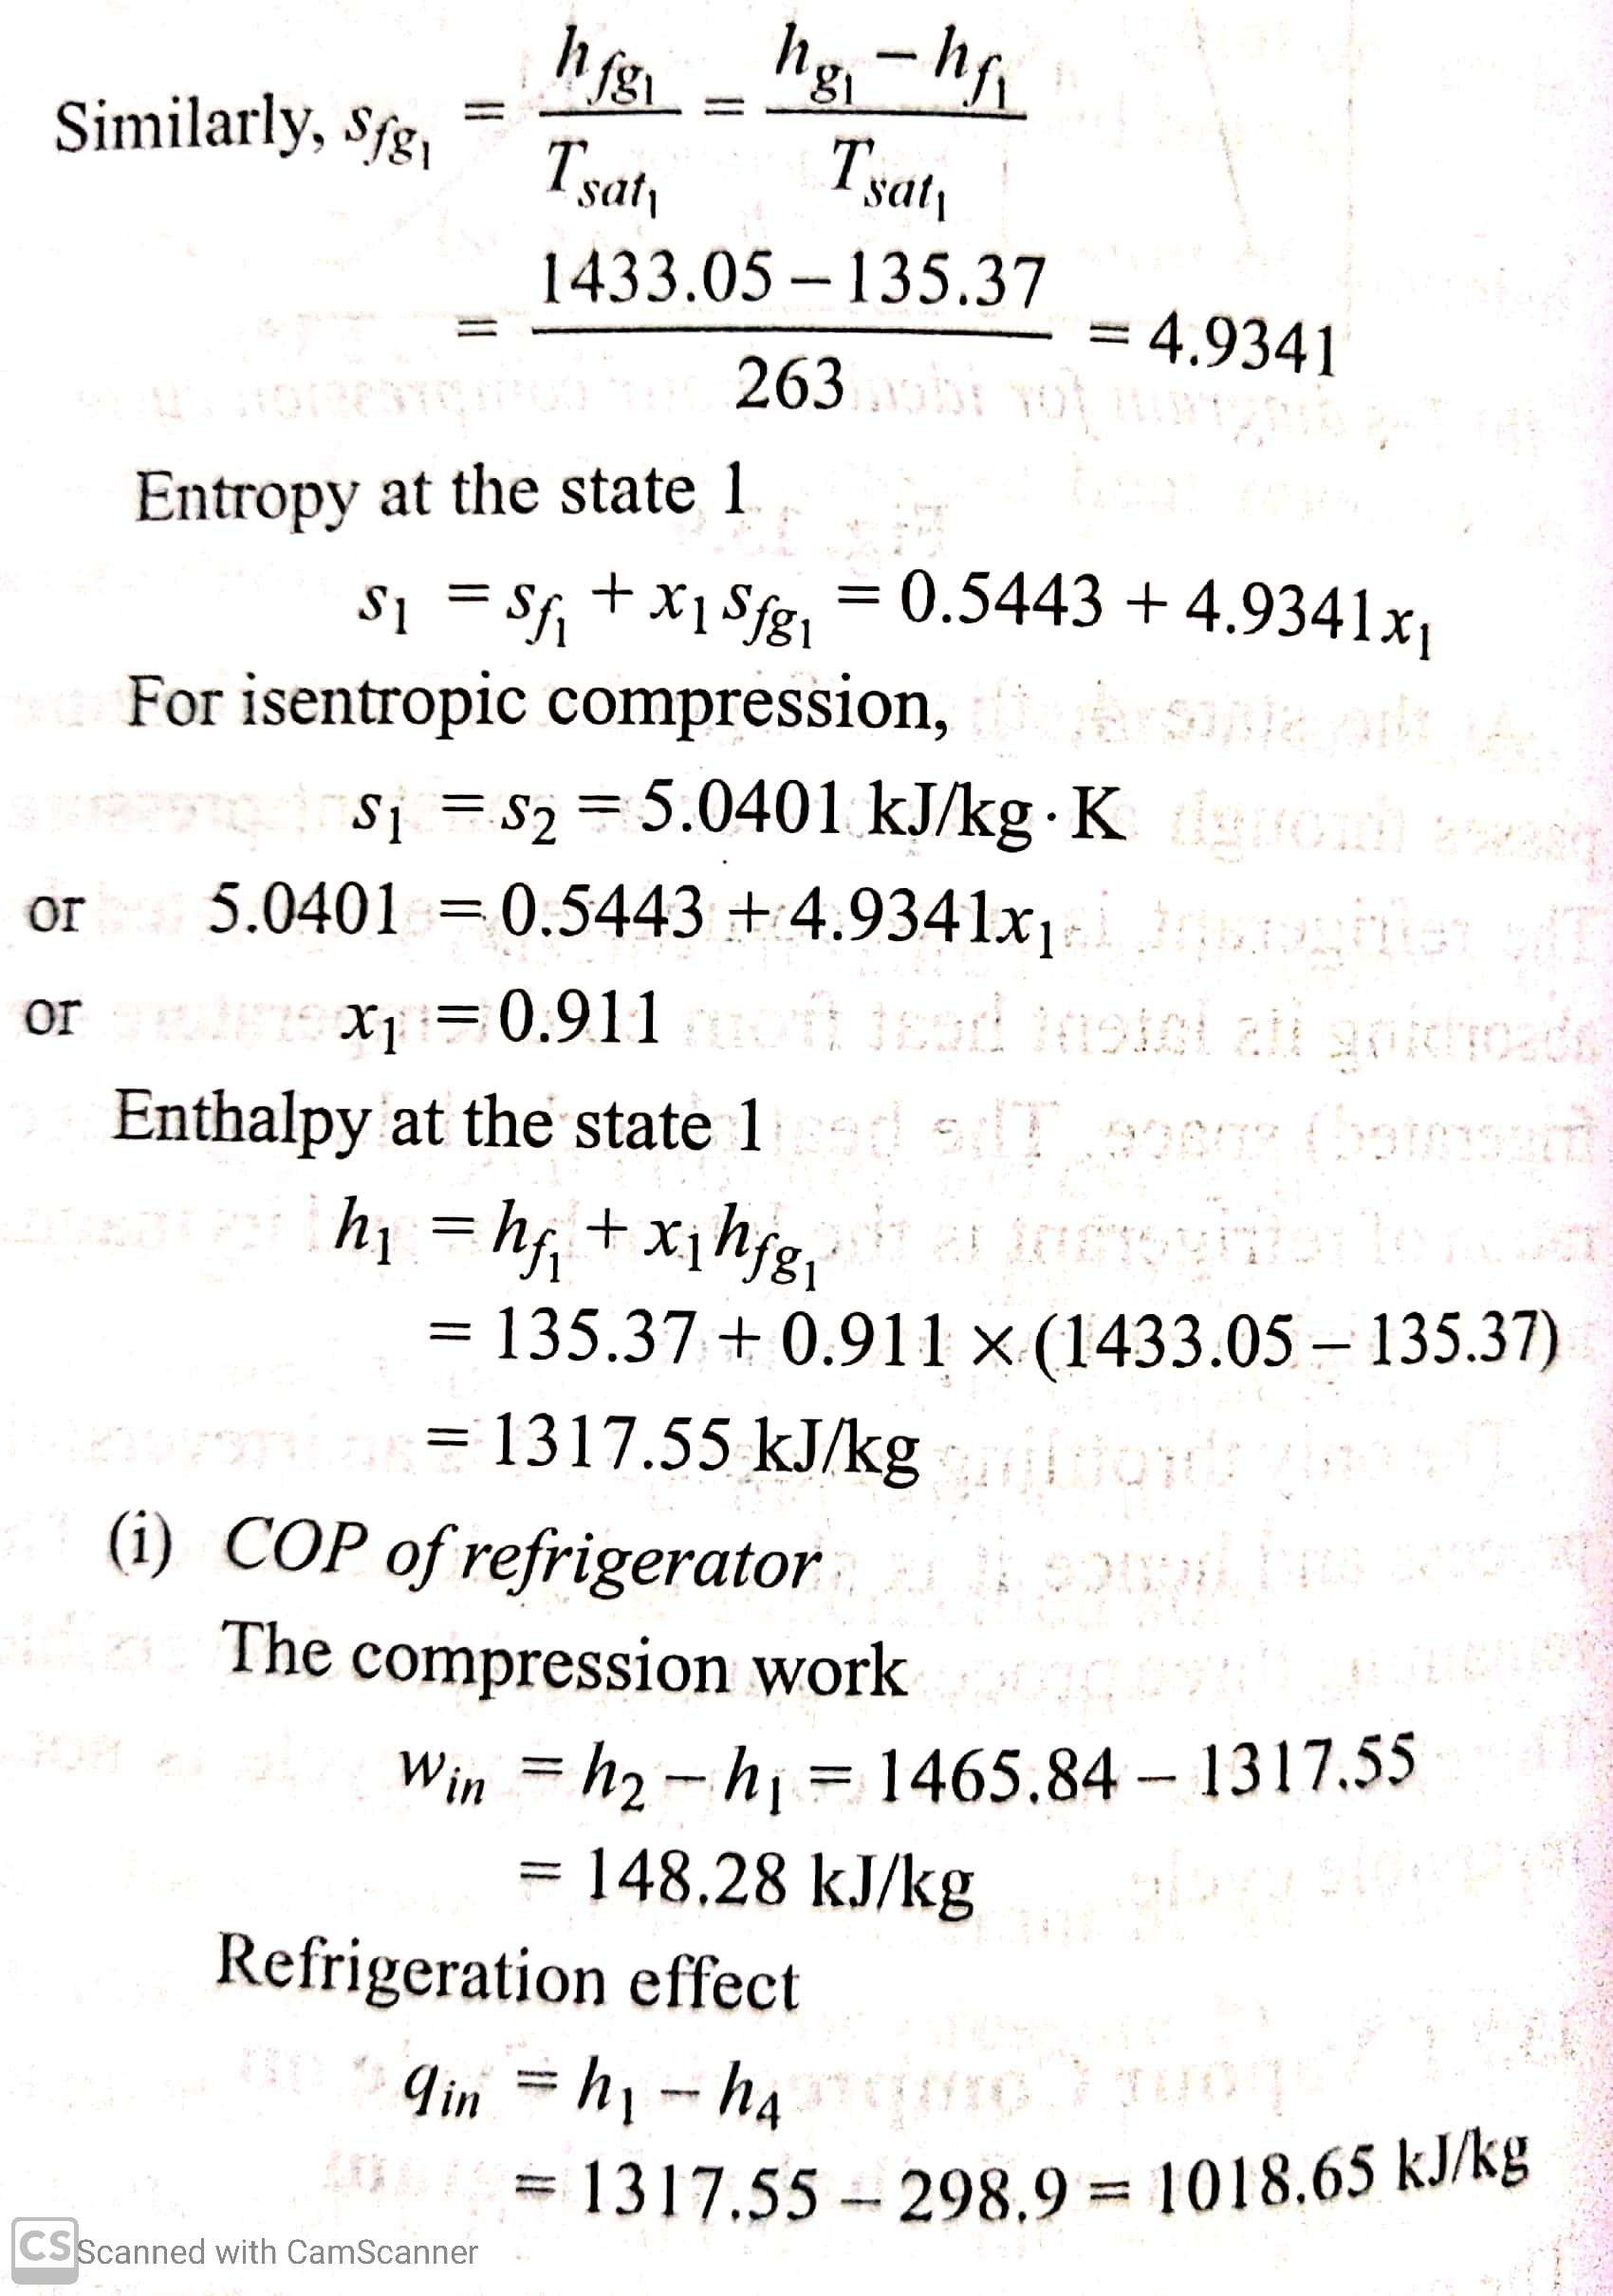 Similarly, s_fg₁ = h_fg₁ / T_sat₁ = (h_g₁ – h_f₁) / T_sat₁
= (1433.05 – 135.37) / 263 = 4.9341
Entropy at the state 1
s₁ = s_f₁ + x₁ s_fg₁ = 0.5443 + 4.9341x₁
For isentropic compression,
s₁ = s₂ = 5.0401 kJ/kg · K
or 5.0401 = 0.5443 + 4.9341x₁
or x₁ = 0.911
Enthalpy at the state 1
h₁ = h_f₁ + x₁ h_fg₁
= 135.37 + 0.911 × (1433.05 – 135.37)
= 1317.55 kJ/kg
(i) COP of refrigerator
The compression work
w_in = h₂ – h₁ = 1465.84 – 1317.55
= 148.28 kJ/kg
Refrigeration effect
q_in = h₁ – h₄
= 1317.55 – 298.9 = 1018.65 kJ/kg
CS Scanned with CamScanner